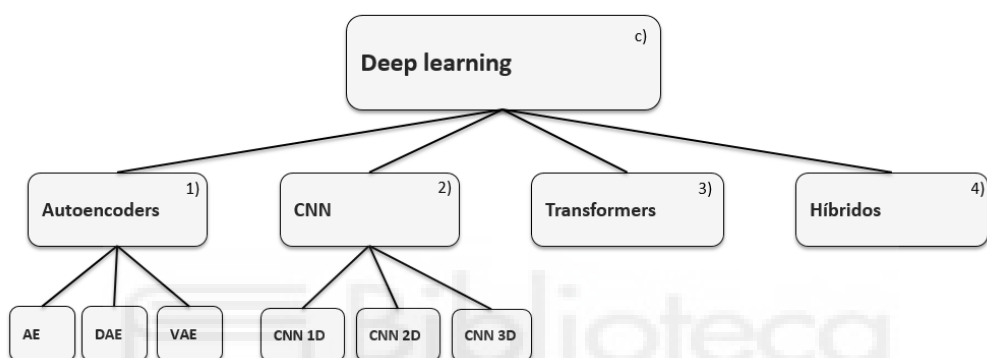 c)
Deep learning
1)
Autoencoders
2)
CNN
3)
Transformers
4)
Híbridos
AE
DAE
VAE
CNN 1D
CNN 2D
CNN 3D
Biblioteca